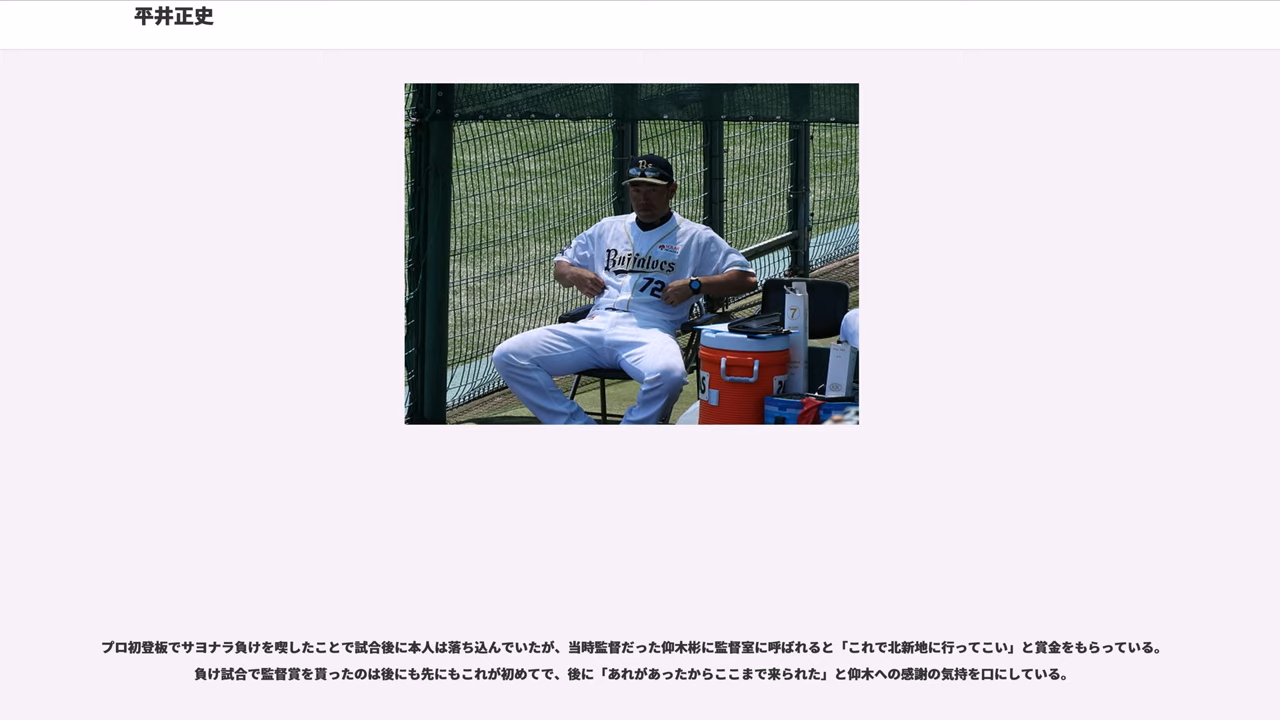 平井正史
Bs
Buffaloes
72
7
プロ初登板でサヨナラ負けを喫したことで試合後に本人は落ち込んでいたが、当時監督だった仰木彬に監督室に呼ばれると「これで北新地に行ってこい」と賞金をもらっている。
負け試合で監督賞を貰ったのは後にも先にもこれが初めてで、後に「あれがあったからここまで来られた」と仰木への感謝の気持を口にしている。